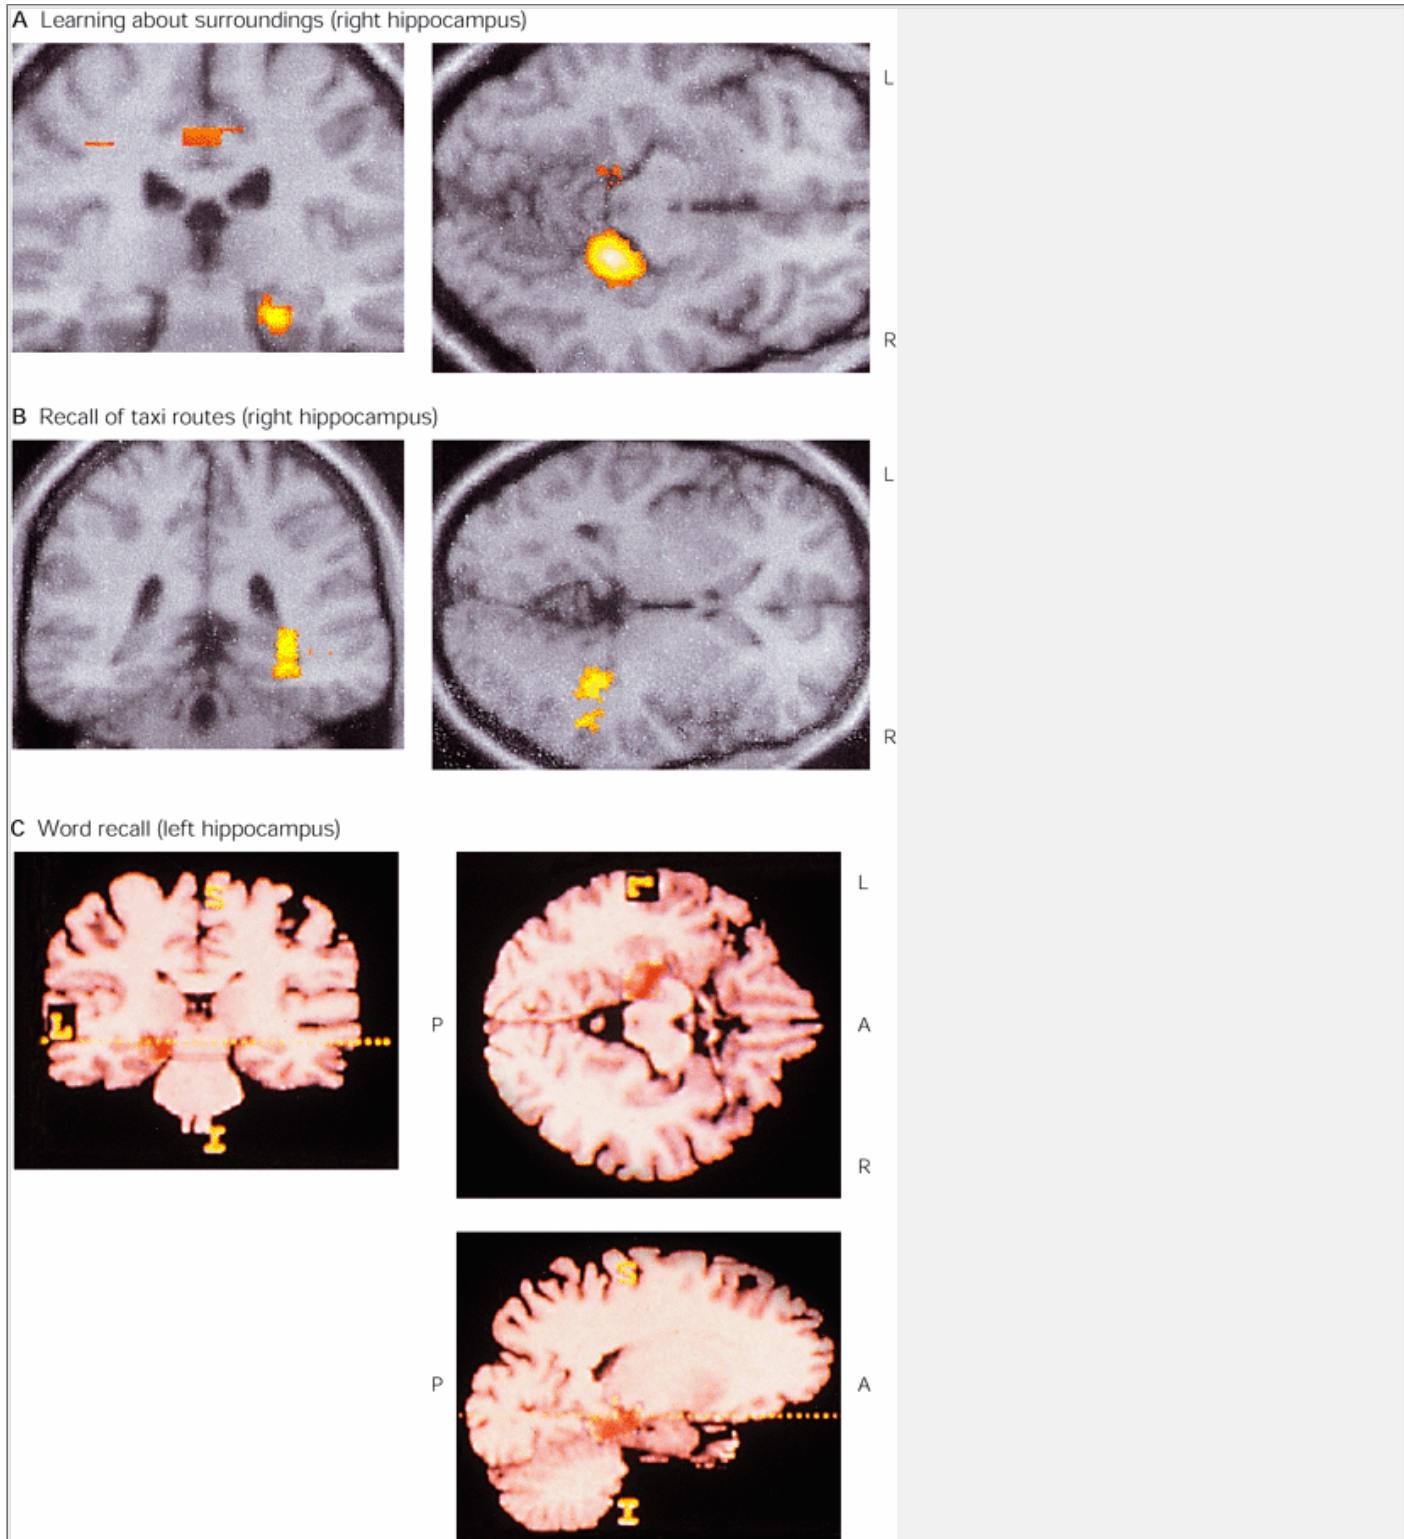 A Learning about surroundings (right hippocampus)
L
R
B Recall of taxi routes (right hippocampus)
L
R
C Word recall (left hippocampus)
S
L
I
L
L
P
A
R
S
P
A
I